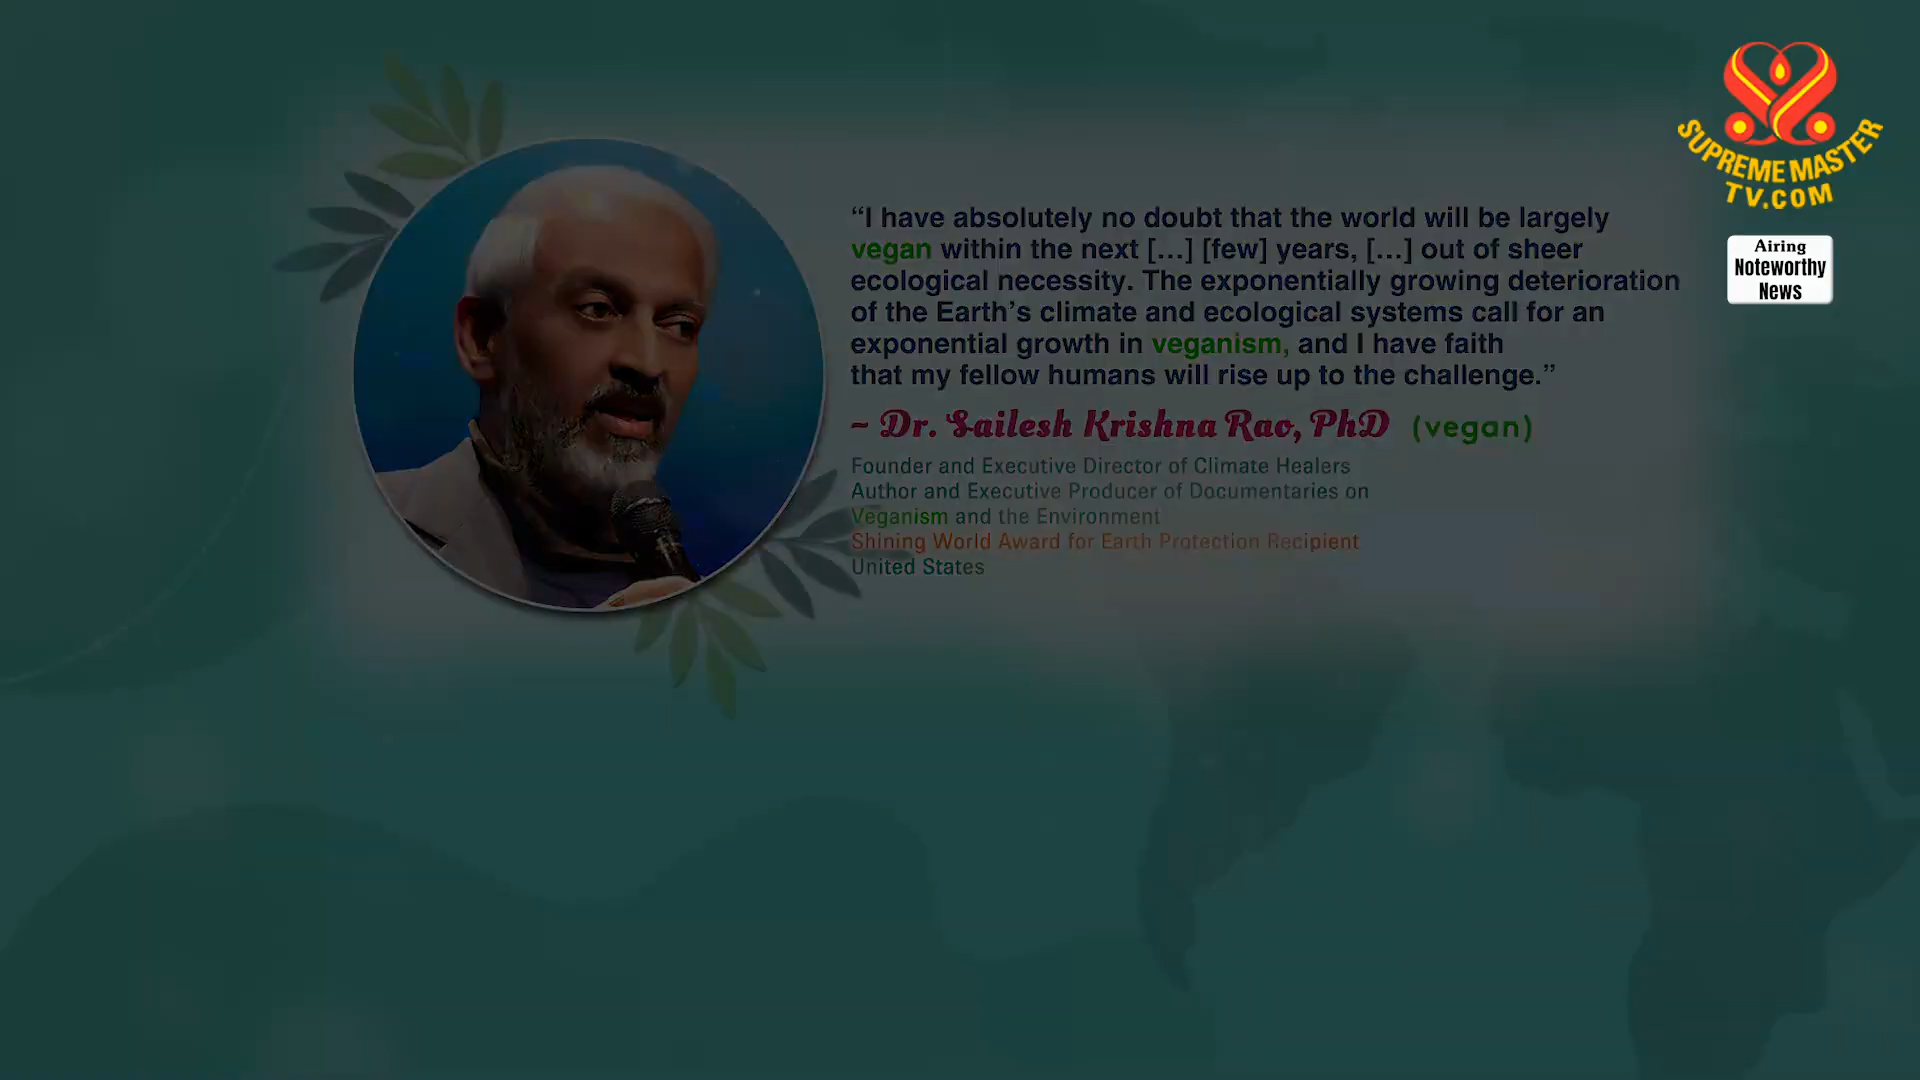 SUPREME MASTER
TV.COM
Airing
Noteworthy
News
“I have absolutely no doubt that the world will be largely
vegan within the next [...] [few] years, [...] out of sheer
ecological necessity. The exponentially growing deterioration
of the Earth’s climate and ecological systems call for an
exponential growth in veganism, and I have faith
that my fellow humans will rise up to the challenge.”
~ Dr. Sailesh Krishna Rao, PhD (vegan)
Founder and Executive Director of Climate Healers
Author and Executive Producer of Documentaries on
Veganism and the Environment
Shining World Award for Earth Protection Recipient
United States